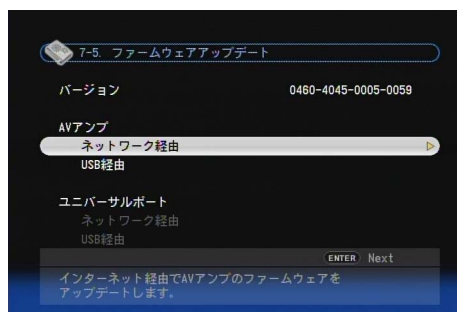 7-5. ファームウェアアップデート
バージョン 0460-4045-0005-0059
AVアンプ
ネットワーク経由
USB経由
ユニバーサルポート
ネットワーク経由
USB経由
ENTER Next
インターネット経由でAVアンプのファームウェアを
アップデートします。